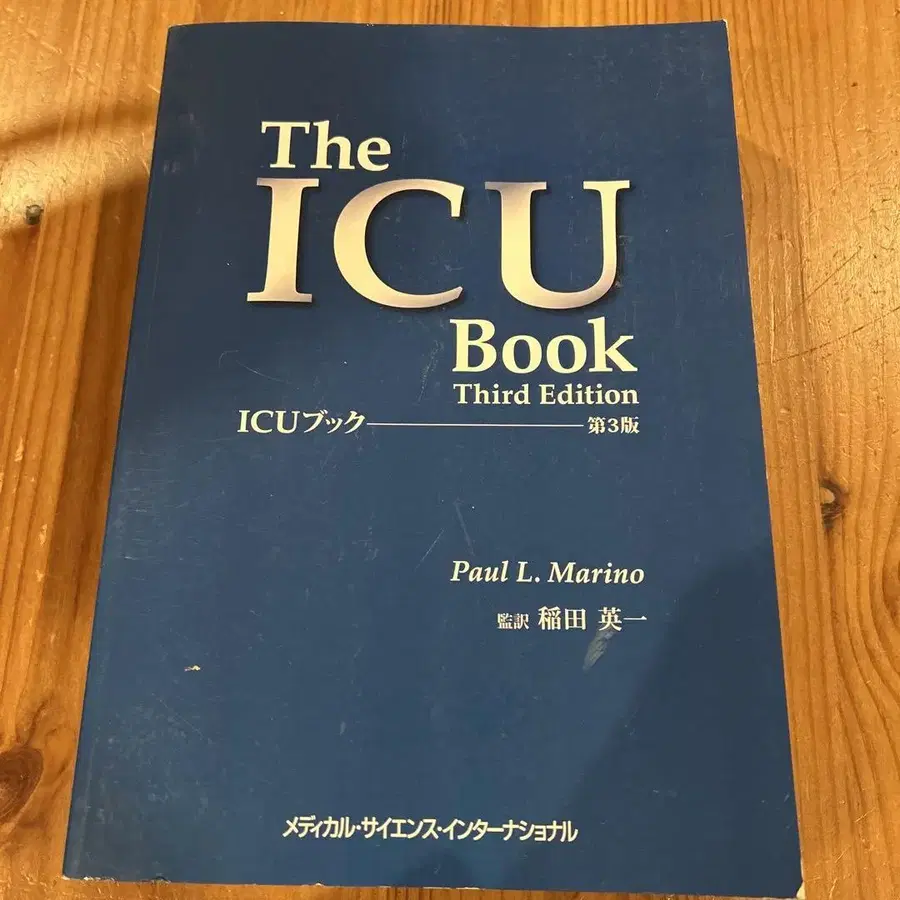 The
ICU
Book
Third Edition
ICUブック 第3版
Paul L. Marino
監訳 稲田 英一
メディカル・サイエンス・インターナショナル